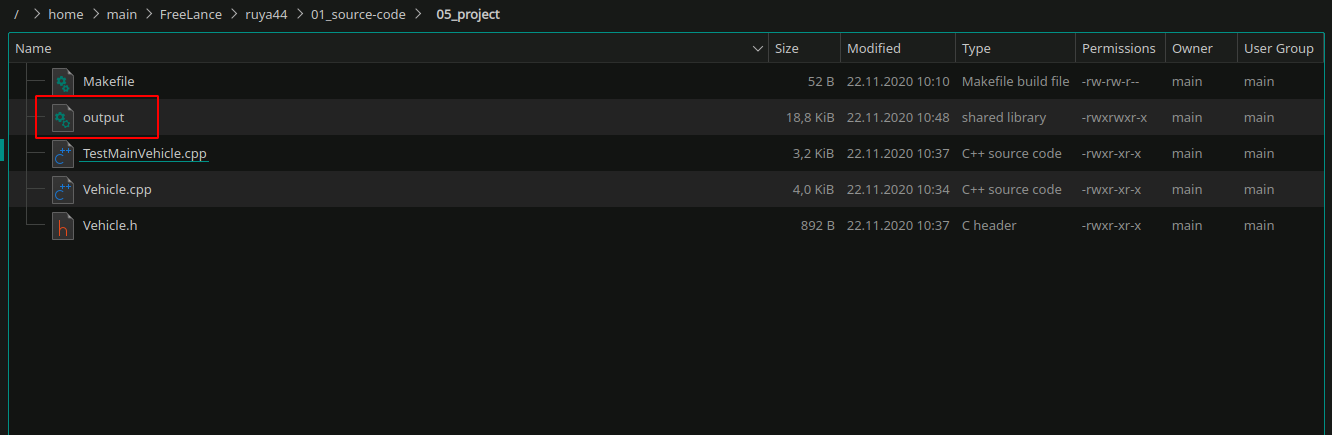 / > home > main > FreeLance > ruya44 > 01_source-code > 05_project
Name Size Modified Type Permissions Owner User Group
Makefile 52 B 22.11.2020 10:10 Makefile build file -rw-rw-r-- main main
output 18,8 KiB 22.11.2020 10:48 shared library -rwxrwxr-x main main
TestMainVehicle.cpp 3,2 KiB 22.11.2020 10:37 C++ source code -rwxr-xr-x main main
Vehicle.cpp 4,0 KiB 22.11.2020 10:34 C++ source code -rwxr-xr-x main main
Vehicle.h 892 B 22.11.2020 10:37 C header -rwxr-xr-x main main